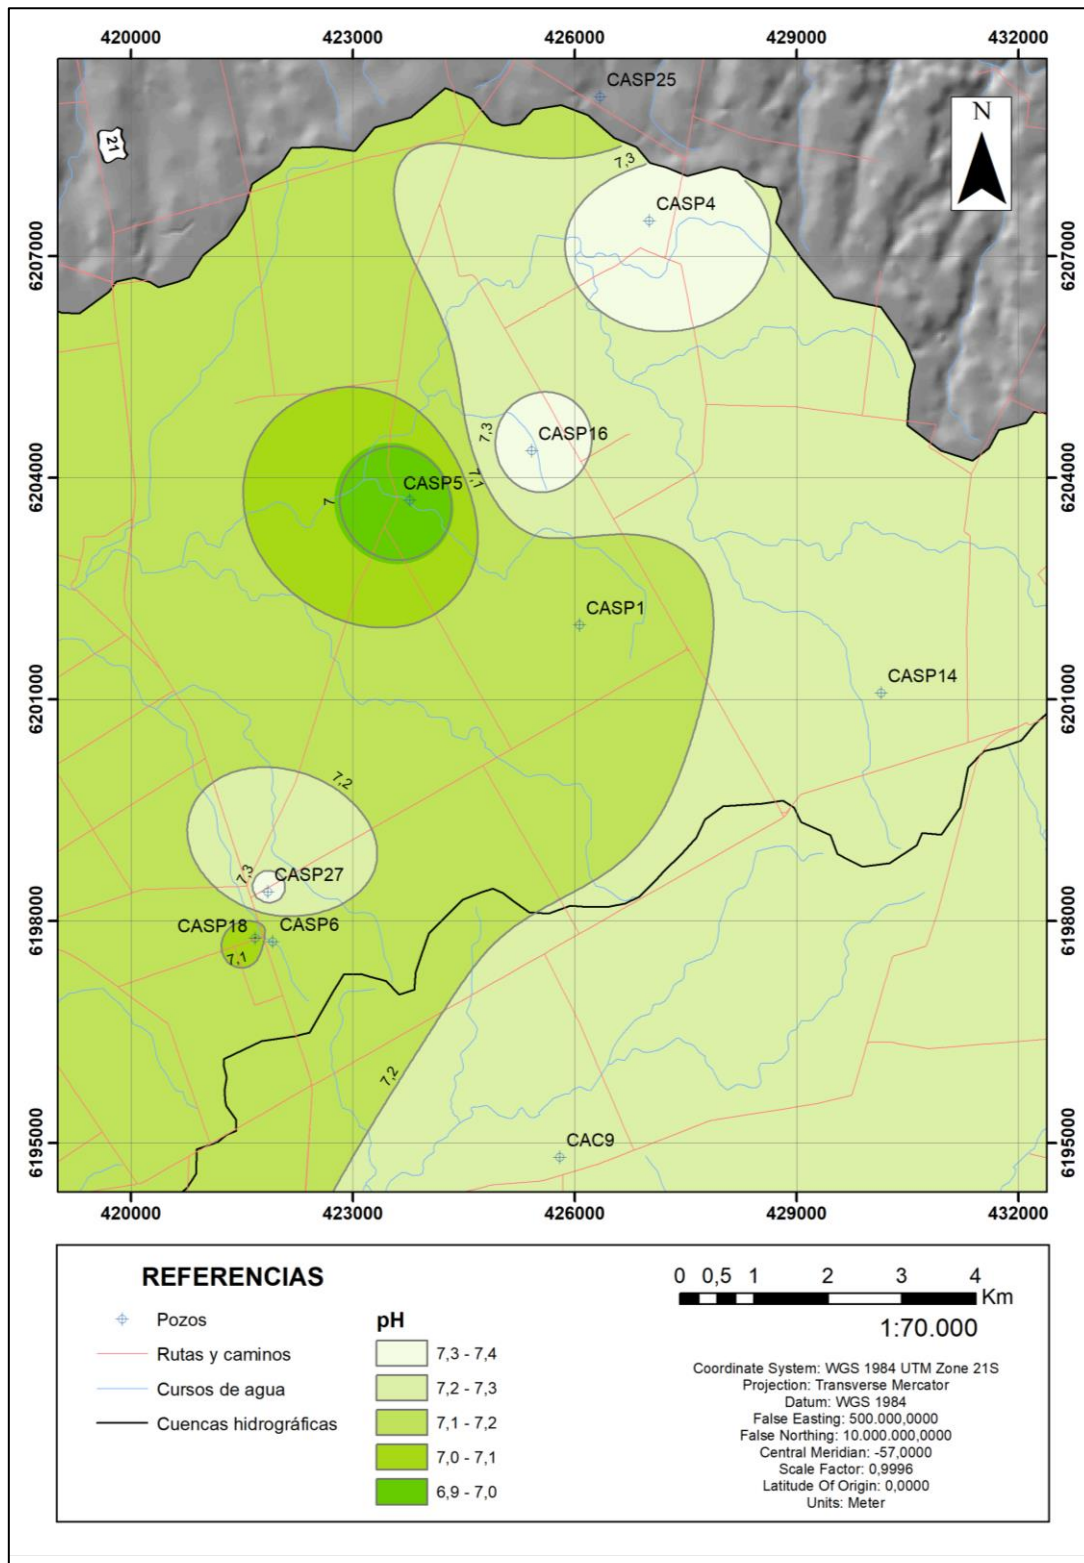 420000 423000 426000 429000 432000
CASP25
21
N
7,3
CASP4
6207000 6207000
7,3
CASP16
6204000 6204000
7,1
CASP5
7
CASP1
CASP14
6201000 6201000
7,2
7,3
CASP27
CASP18 CASP6
6198000 6198000
7,1
7,2
CAC9
6195000 6195000
420000 423000 426000 429000 432000
REFERENCIAS
Pozos
Rutas y caminos
Cursos de agua
Cuencas hidrográficas
pH
7,3 - 7,4
7,2 - 7,3
7,1 - 7,2
7,0 - 7,1
6,9 - 7,0
0 0,5 1 2 3 4
Km
1:70.000
Coordinate System: WGS 1984 UTM Zone 21S
Projection: Transverse Mercator
Datum: WGS 1984
False Easting: 500.000,0000
False Northing: 10.000.000,0000
Central Meridian: -57,0000
Scale Factor: 0,9996
Latitude Of Origin: 0,0000
Units: Meter